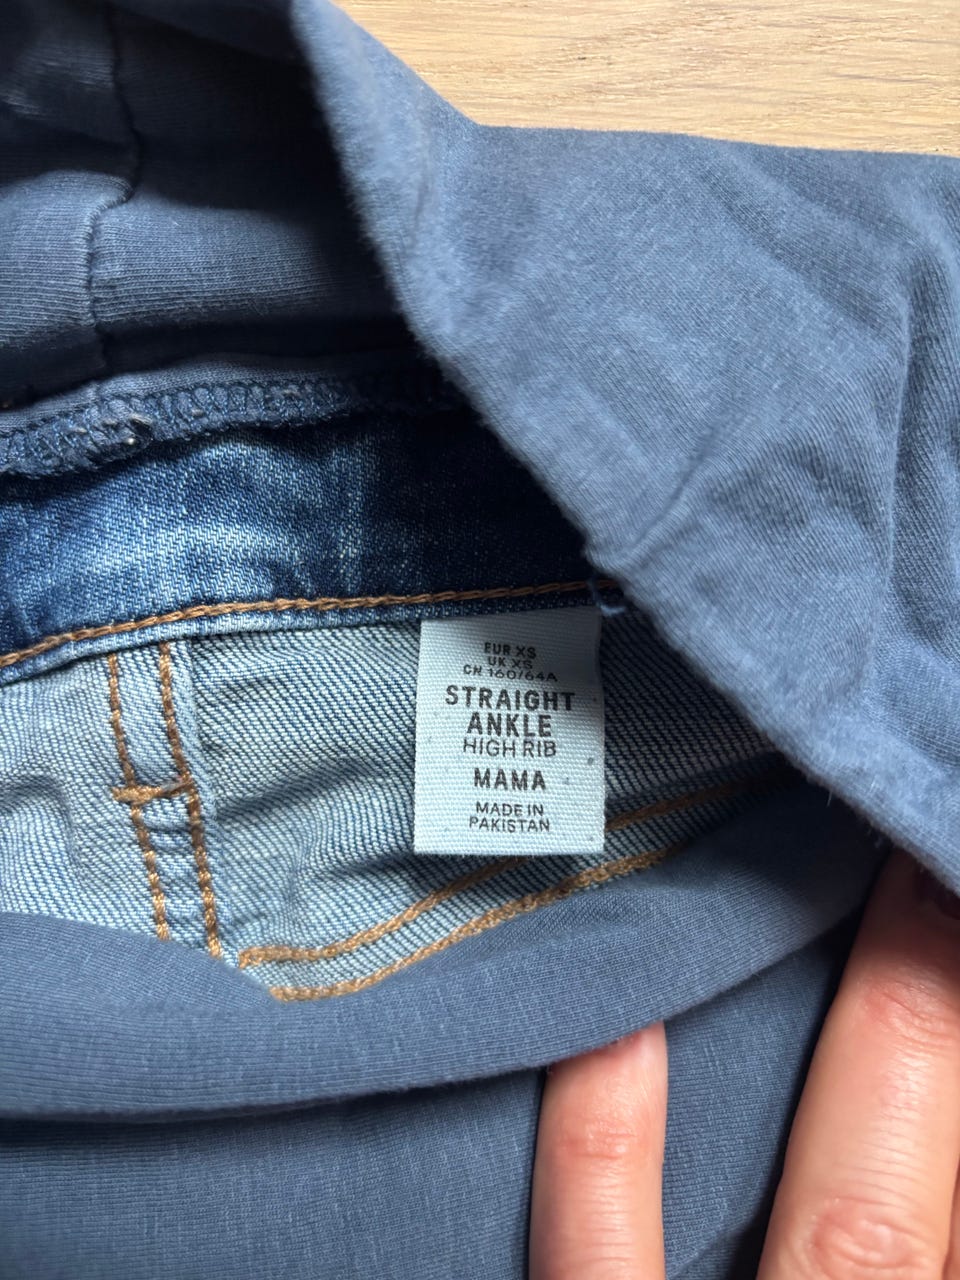 EUR XS
UK XS
CN 160/64A
STRAIGHT
ANKLE
HIGH RIB
MAMA
MADE IN
PAKISTAN